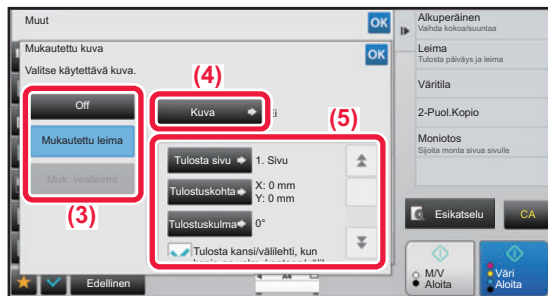 Muut
OK
Mukautettu kuva
OK
Valitse käytettävä kuva.
(4)
Off
Kuva
(5)
Mukautettu leima
Muk. vesileima
(3)
Tulosta sivu
1. Sivu
Tulostuskohta
X: 0 mm
Y: 0 mm
Tulostuskulma
0°
Tulosta kansi/välilehti, kun
Edellinen
A4
Alkuperäinen
Vaihda kokoa/suuntaa
Leima
Tulosta päiväys ja leima
Väritila
2-Puol.Kopio
Moniotos
Sijoita monta sivua sivulle
Esikatselu
CA
M/V
Aloita
Väri
Aloita